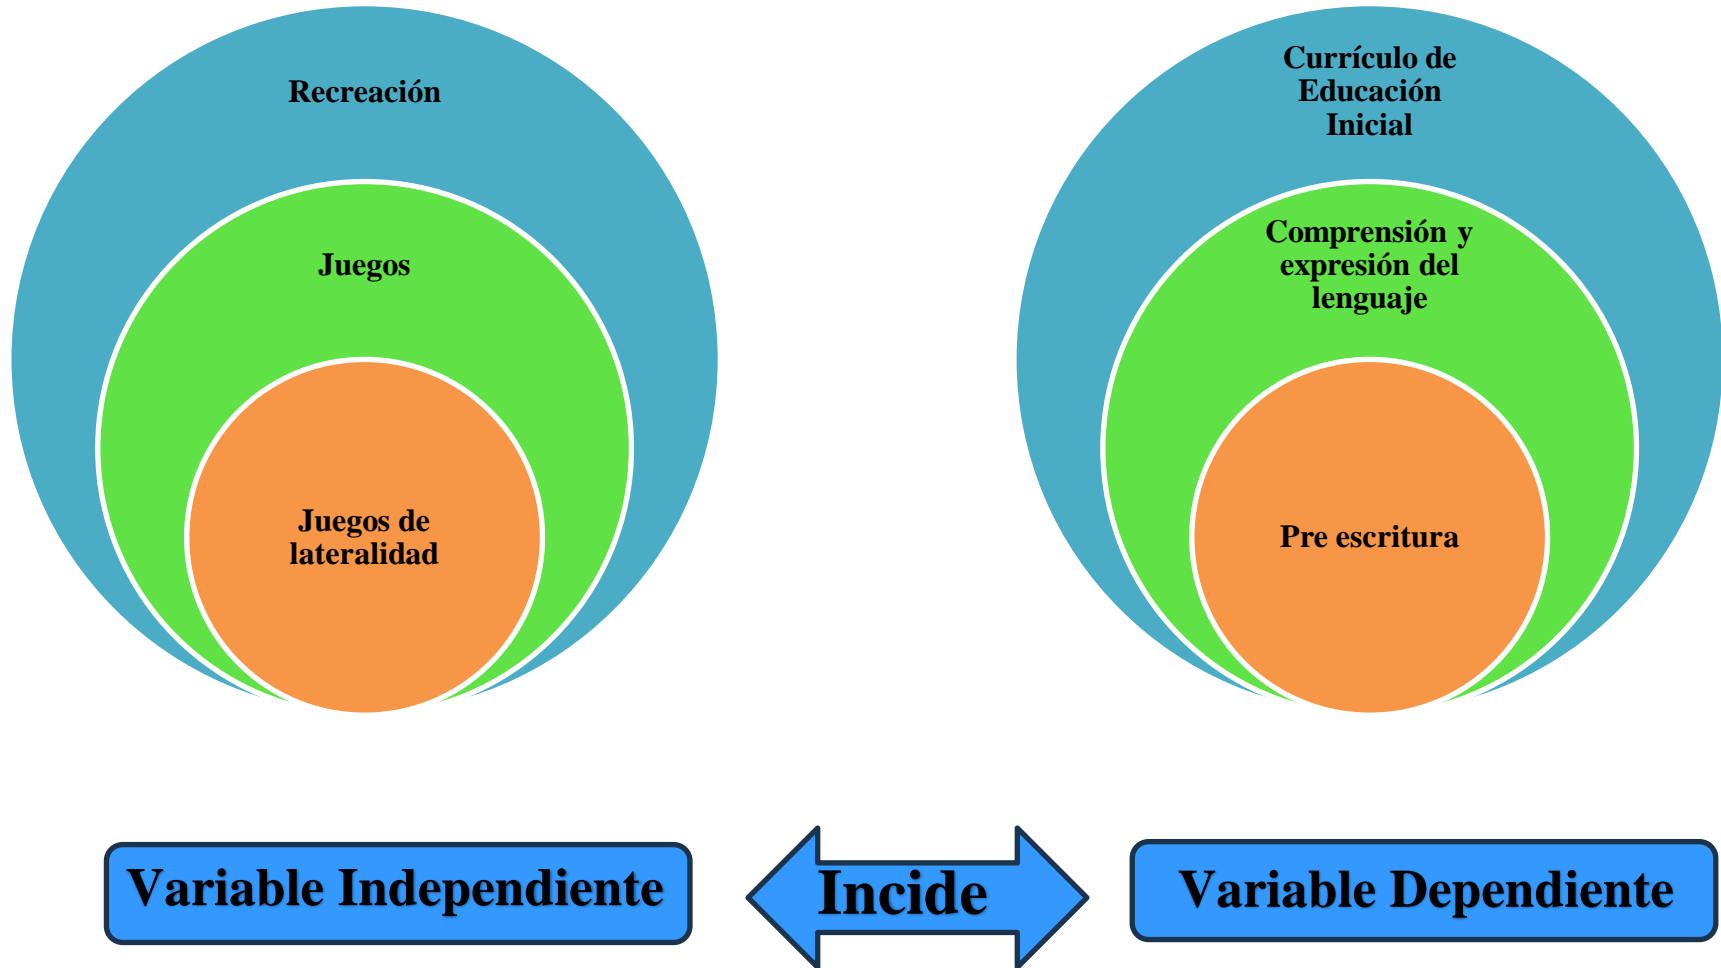 Recreación
Juegos
Juegos de
lateralidad
Currículo de
Educación
Inicial
Comprensión y
expresión del
lenguaje
Pre escritura
Variable Independiente
Incide
Variable Dependiente